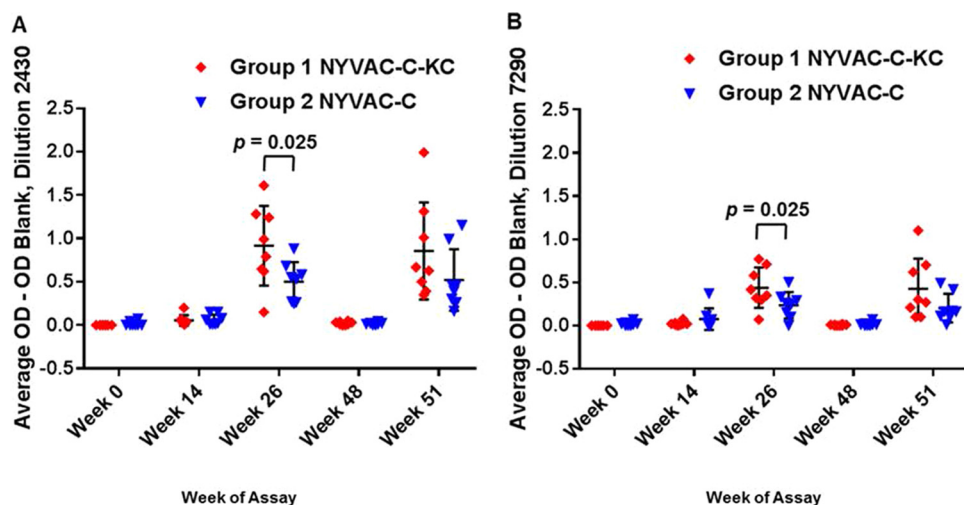 A
Group 1 NYVAC-C-KC
Group 2 NYVAC-C
Average OD - OD Blank, Dilution 2430
2.5
2.0
1.5
1.0
0.5
0.0
-0.5
p = 0.025
Week 0
Week 14
Week 26
Week 48
Week 51
Week of Assay
B
Group 1 NYVAC-C-KC
Group 2 NYVAC-C
Average OD - OD Blank, Dilution 7290
2.5
2.0
1.5
1.0
0.5
0.0
-0.5
p = 0.025
Week 0
Week 14
Week 26
Week 48
Week 51
Week of Assay